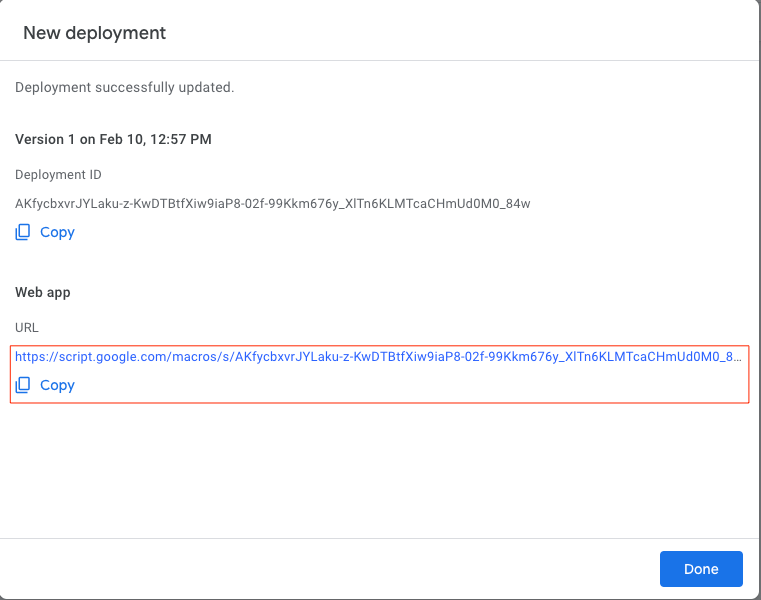 New deployment
Deployment successfully updated.
Version 1 on Feb 10, 12:57 PM
Deployment ID
AKfycbxvrJYLaku-z-KwDTBtfXiw9iaP8-02f-99Kkm676y_XlTn6KLMTcaCHmUd0M0_84w
Copy
Web app
URL
https://script.google.com/macros/s/AKfycbxvrJYLaku-z-KwDTBtfXiw9iaP8-02f-99Kkm676y_XlTn6KLMTcaCHmUd0M0_8...
Copy
Done